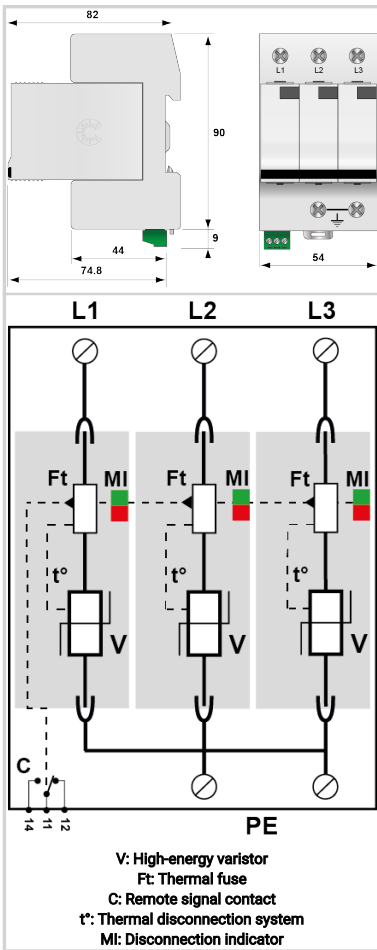 82
L1 L2 L3
90
9
44
74.8
54
L1 L2 L3
Ft MI Ft MI Ft MI
t° t° t°
V V V
C
14 11 12
PE
V: High-energy varistor
Ft: Thermal fuse
C: Remote signal contact
t°: Thermal disconnection system
MI: Disconnection indicator